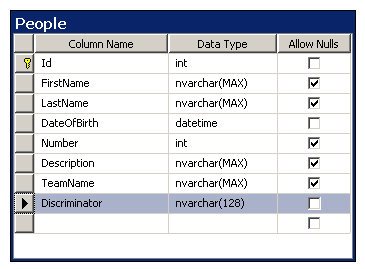 People
Column Name Data Type Allow Nulls
Id int
FirstName nvarchar(MAX)
LastName nvarchar(MAX)
DateOfBirth datetime
Number int
Description nvarchar(MAX)
TeamName nvarchar(MAX)
Discriminator nvarchar(128)